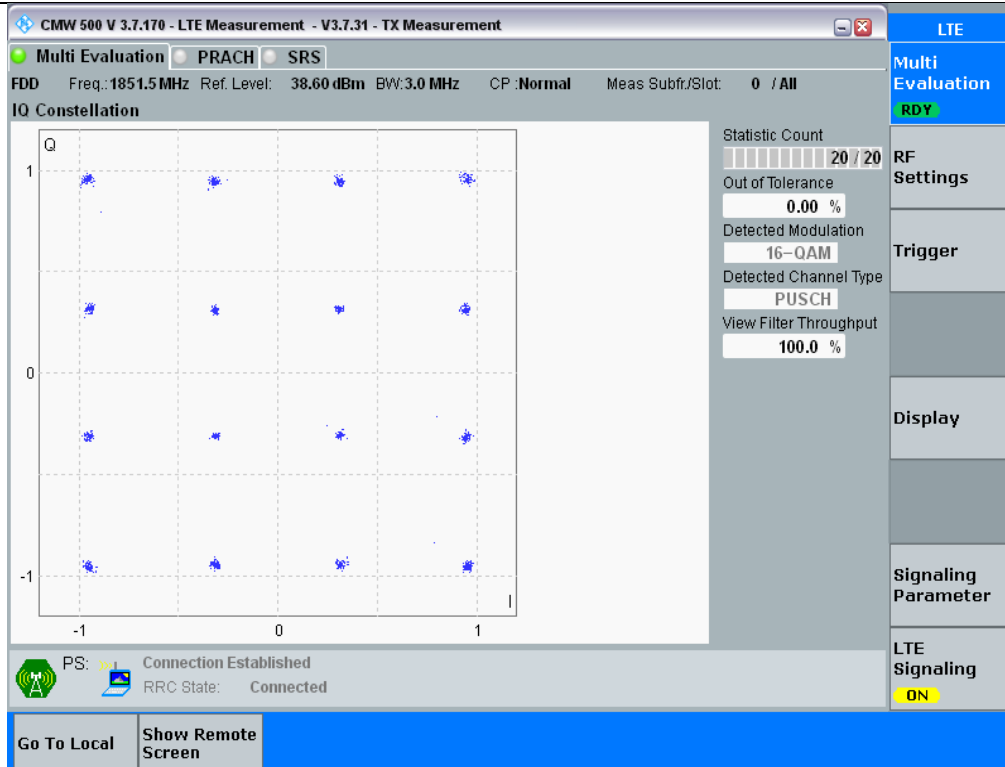 CMW 500 V 3.7.170 - LTE Measurement - V3.7.31 - TX Measurement
LTE
Multi Evaluation PRACH SRS
FDD Freq.: 1851.5 MHz Ref. Level: 38.60 dBm BW: 3.0 MHz CP : Normal Meas Subfr./Slot: 0 / All
IQ Constellation
Q
1
0
-1
-1 0 1
I
Statistic Count
20 / 20
Out of Tolerance
0.00 %
Detected Modulation
16-QAM
Detected Channel Type
PUSCH
View Filter Throughput
100.0 %
Multi
Evaluation
RDY
RF
Settings
Trigger
Display
Signaling
Parameter
LTE
Signaling
ON
PS: Connection Established
RRC State: Connected
Go To Local
Show Remote
Screen